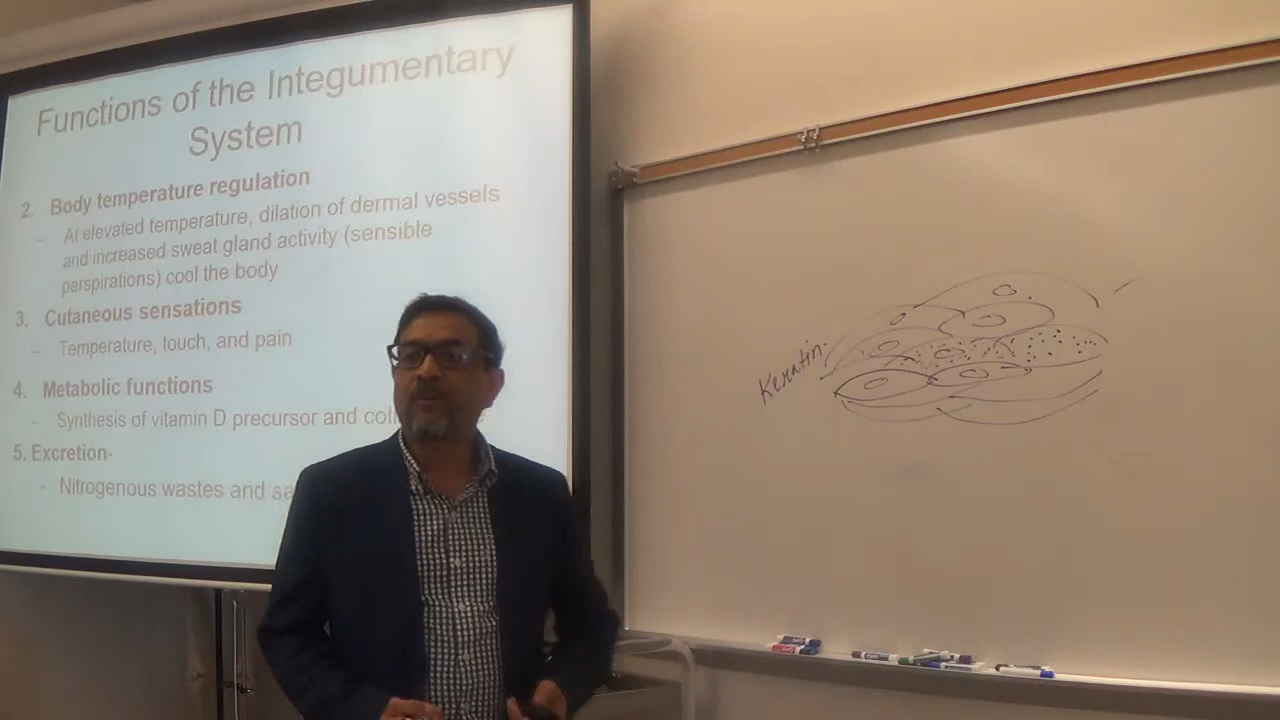 Functions of the Integumentary
System
2. Body temperature regulation
– At elevated temperature, dilation of dermal vessels
and increased sweat gland activity (sensible
perspirations) cool the body
3. Cutaneous sensations
– Temperature, touch, and pain
4. Metabolic functions
– Synthesis of vitamin D precursor and
5. Excretion-
- Nitrogenous wastes and
Keratin.